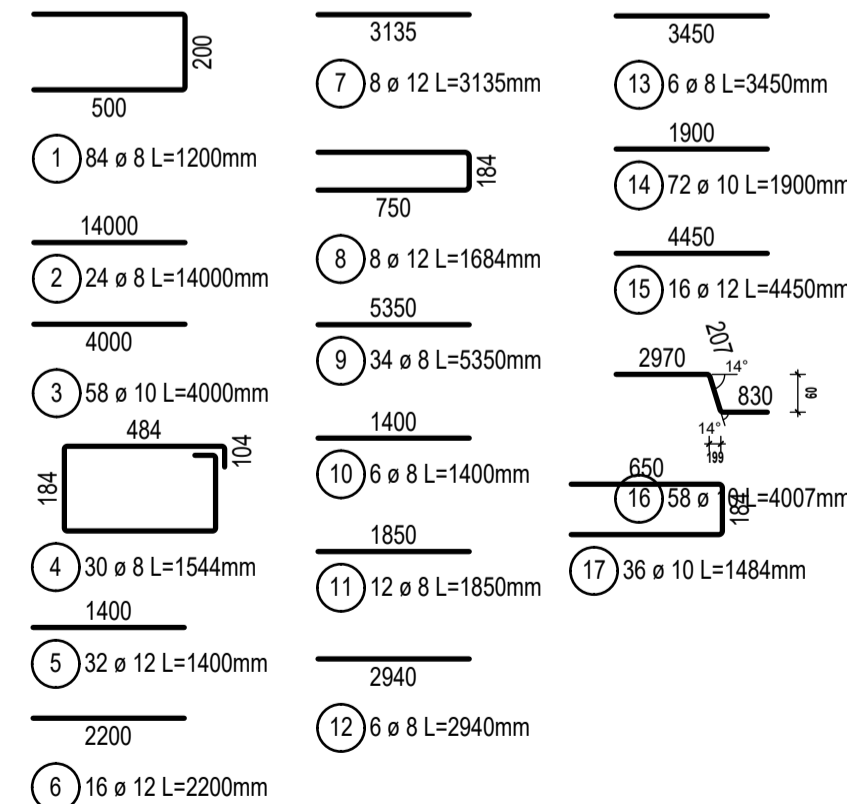 200
500
1 84 ø 8 L=1200mm
14000
2 24 ø 8 L=14000mm
4000
3 58 ø 10 L=4000mm
484
104
184
4 30 ø 8 L=1544mm
1400
5 32 ø 12 L=1400mm
2200
6 16 ø 12 L=2200mm
3135
7 8 ø 12 L=3135mm
184
750
8 8 ø 12 L=1684mm
5350
9 34 ø 8 L=5350mm
1400
10 6 ø 8 L=1400mm
1850
11 12 ø 8 L=1850mm
2940
12 6 ø 8 L=2940mm
3450
13 6 ø 8 L=3450mm
1900
14 72 ø 10 L=1900mm
4450
15 16 ø 12 L=4450mm
207
2970
14°
830
60
14°
199
16 58 ø L=4007mm
650
184
17 36 ø 10 L=1484mm